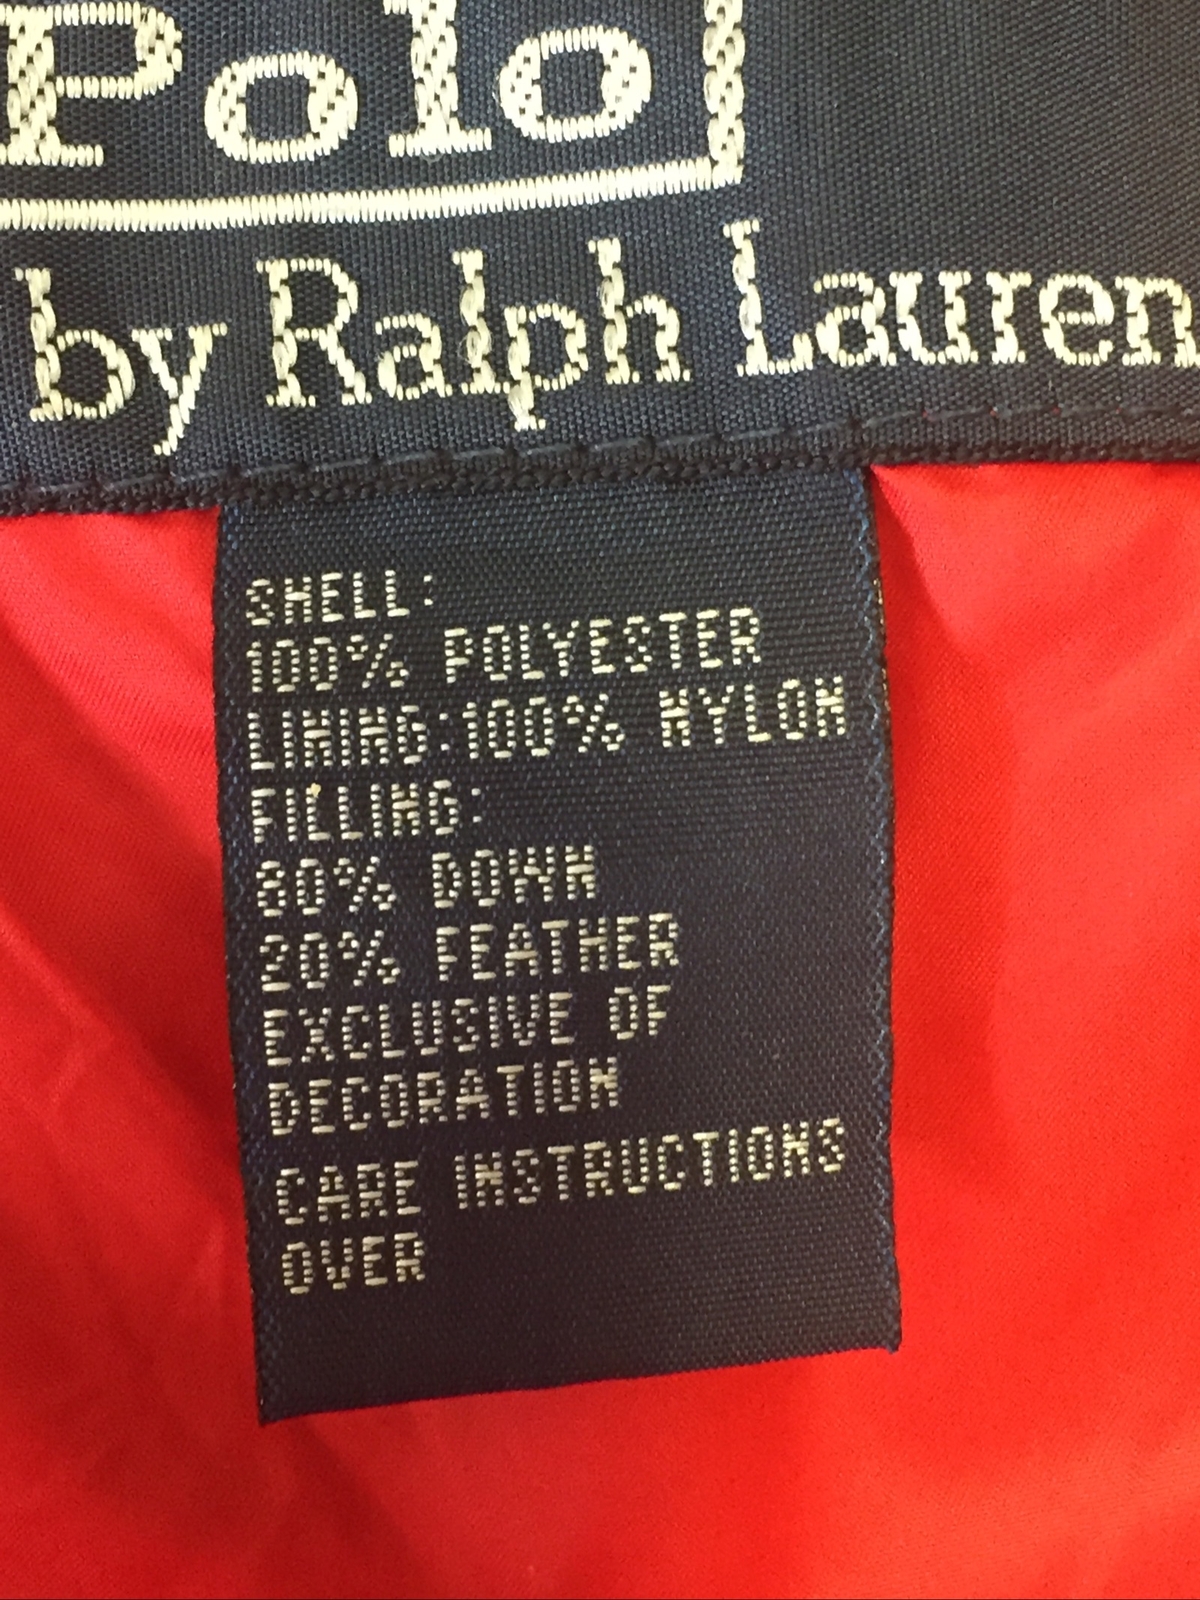 Polo
by Ralph Lauren
SHELL:
100% POLYESTER
LINING:100% NYLON
FILLING:
80% DOWN
20% FEATHER
EXCLUSIVE OF
DECORATION
CARE INSTRUCTIONS
OVER